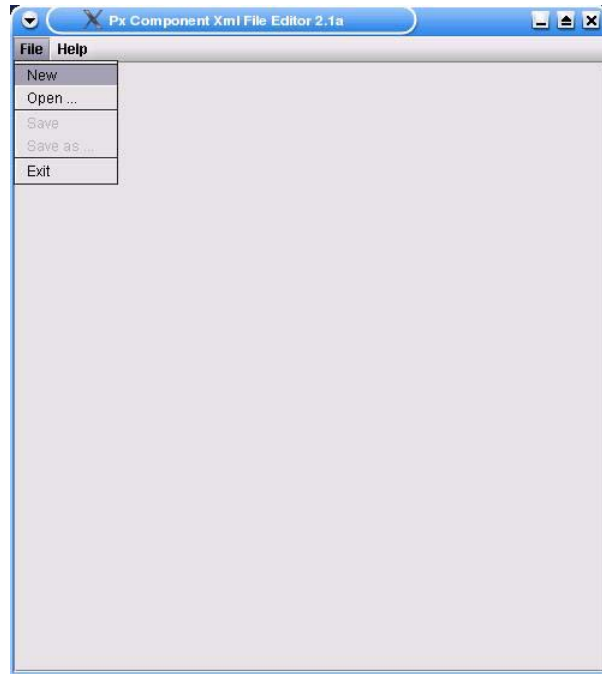 Px Component Xml File Editor 2.1a
File Help
New
Open ...
Save
Save as ...
Exit